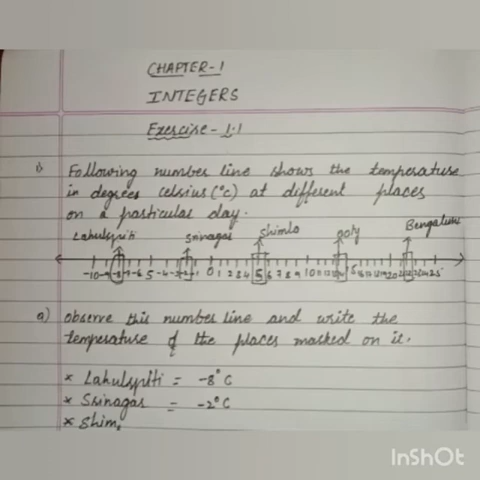 CHAPTER-1
INTEGERS
Exercise - 1.1
1) Following number line shows the temperature
in degrees celsius (°c) at different places
on a particular day.
Lahulspiti Srinagar Shimla ooty Bengaluru
a) observe this number line and write the
temperature of the places marked on it.
* Lahulspiti = -8°C
* Srinagar = -2°C
* Shim
InShOt